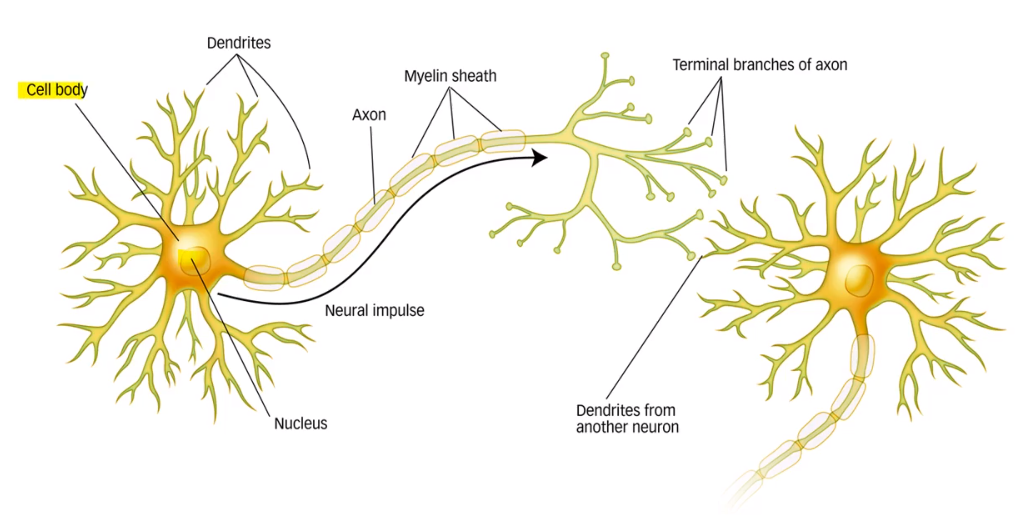 Dendrites
Cell body
Myelin sheath
Axon
Terminal branches of axon
Neural impulse
Nucleus
Dendrites from
another neuron